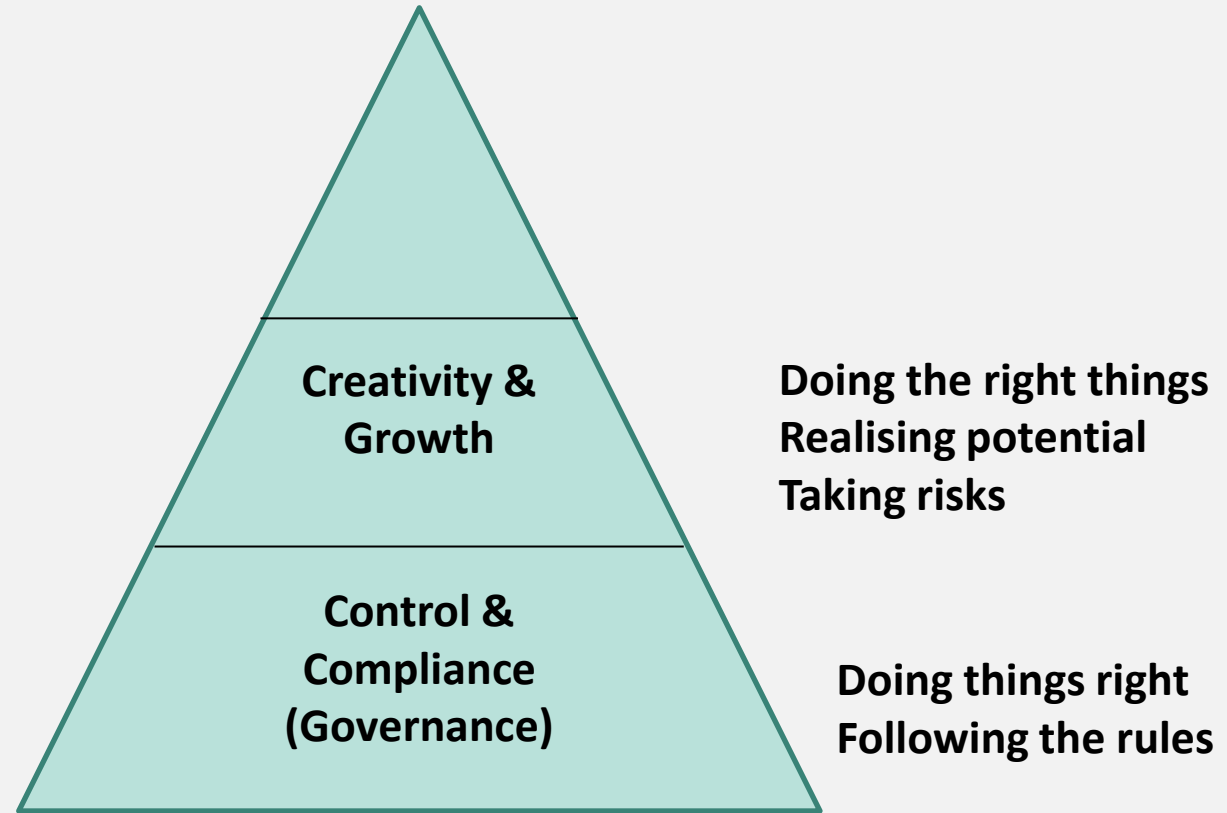 Creativity &
Growth
Doing the right things
Realising potential
Taking risks
Control &
Compliance
(Governance)
Doing things right
Following the rules